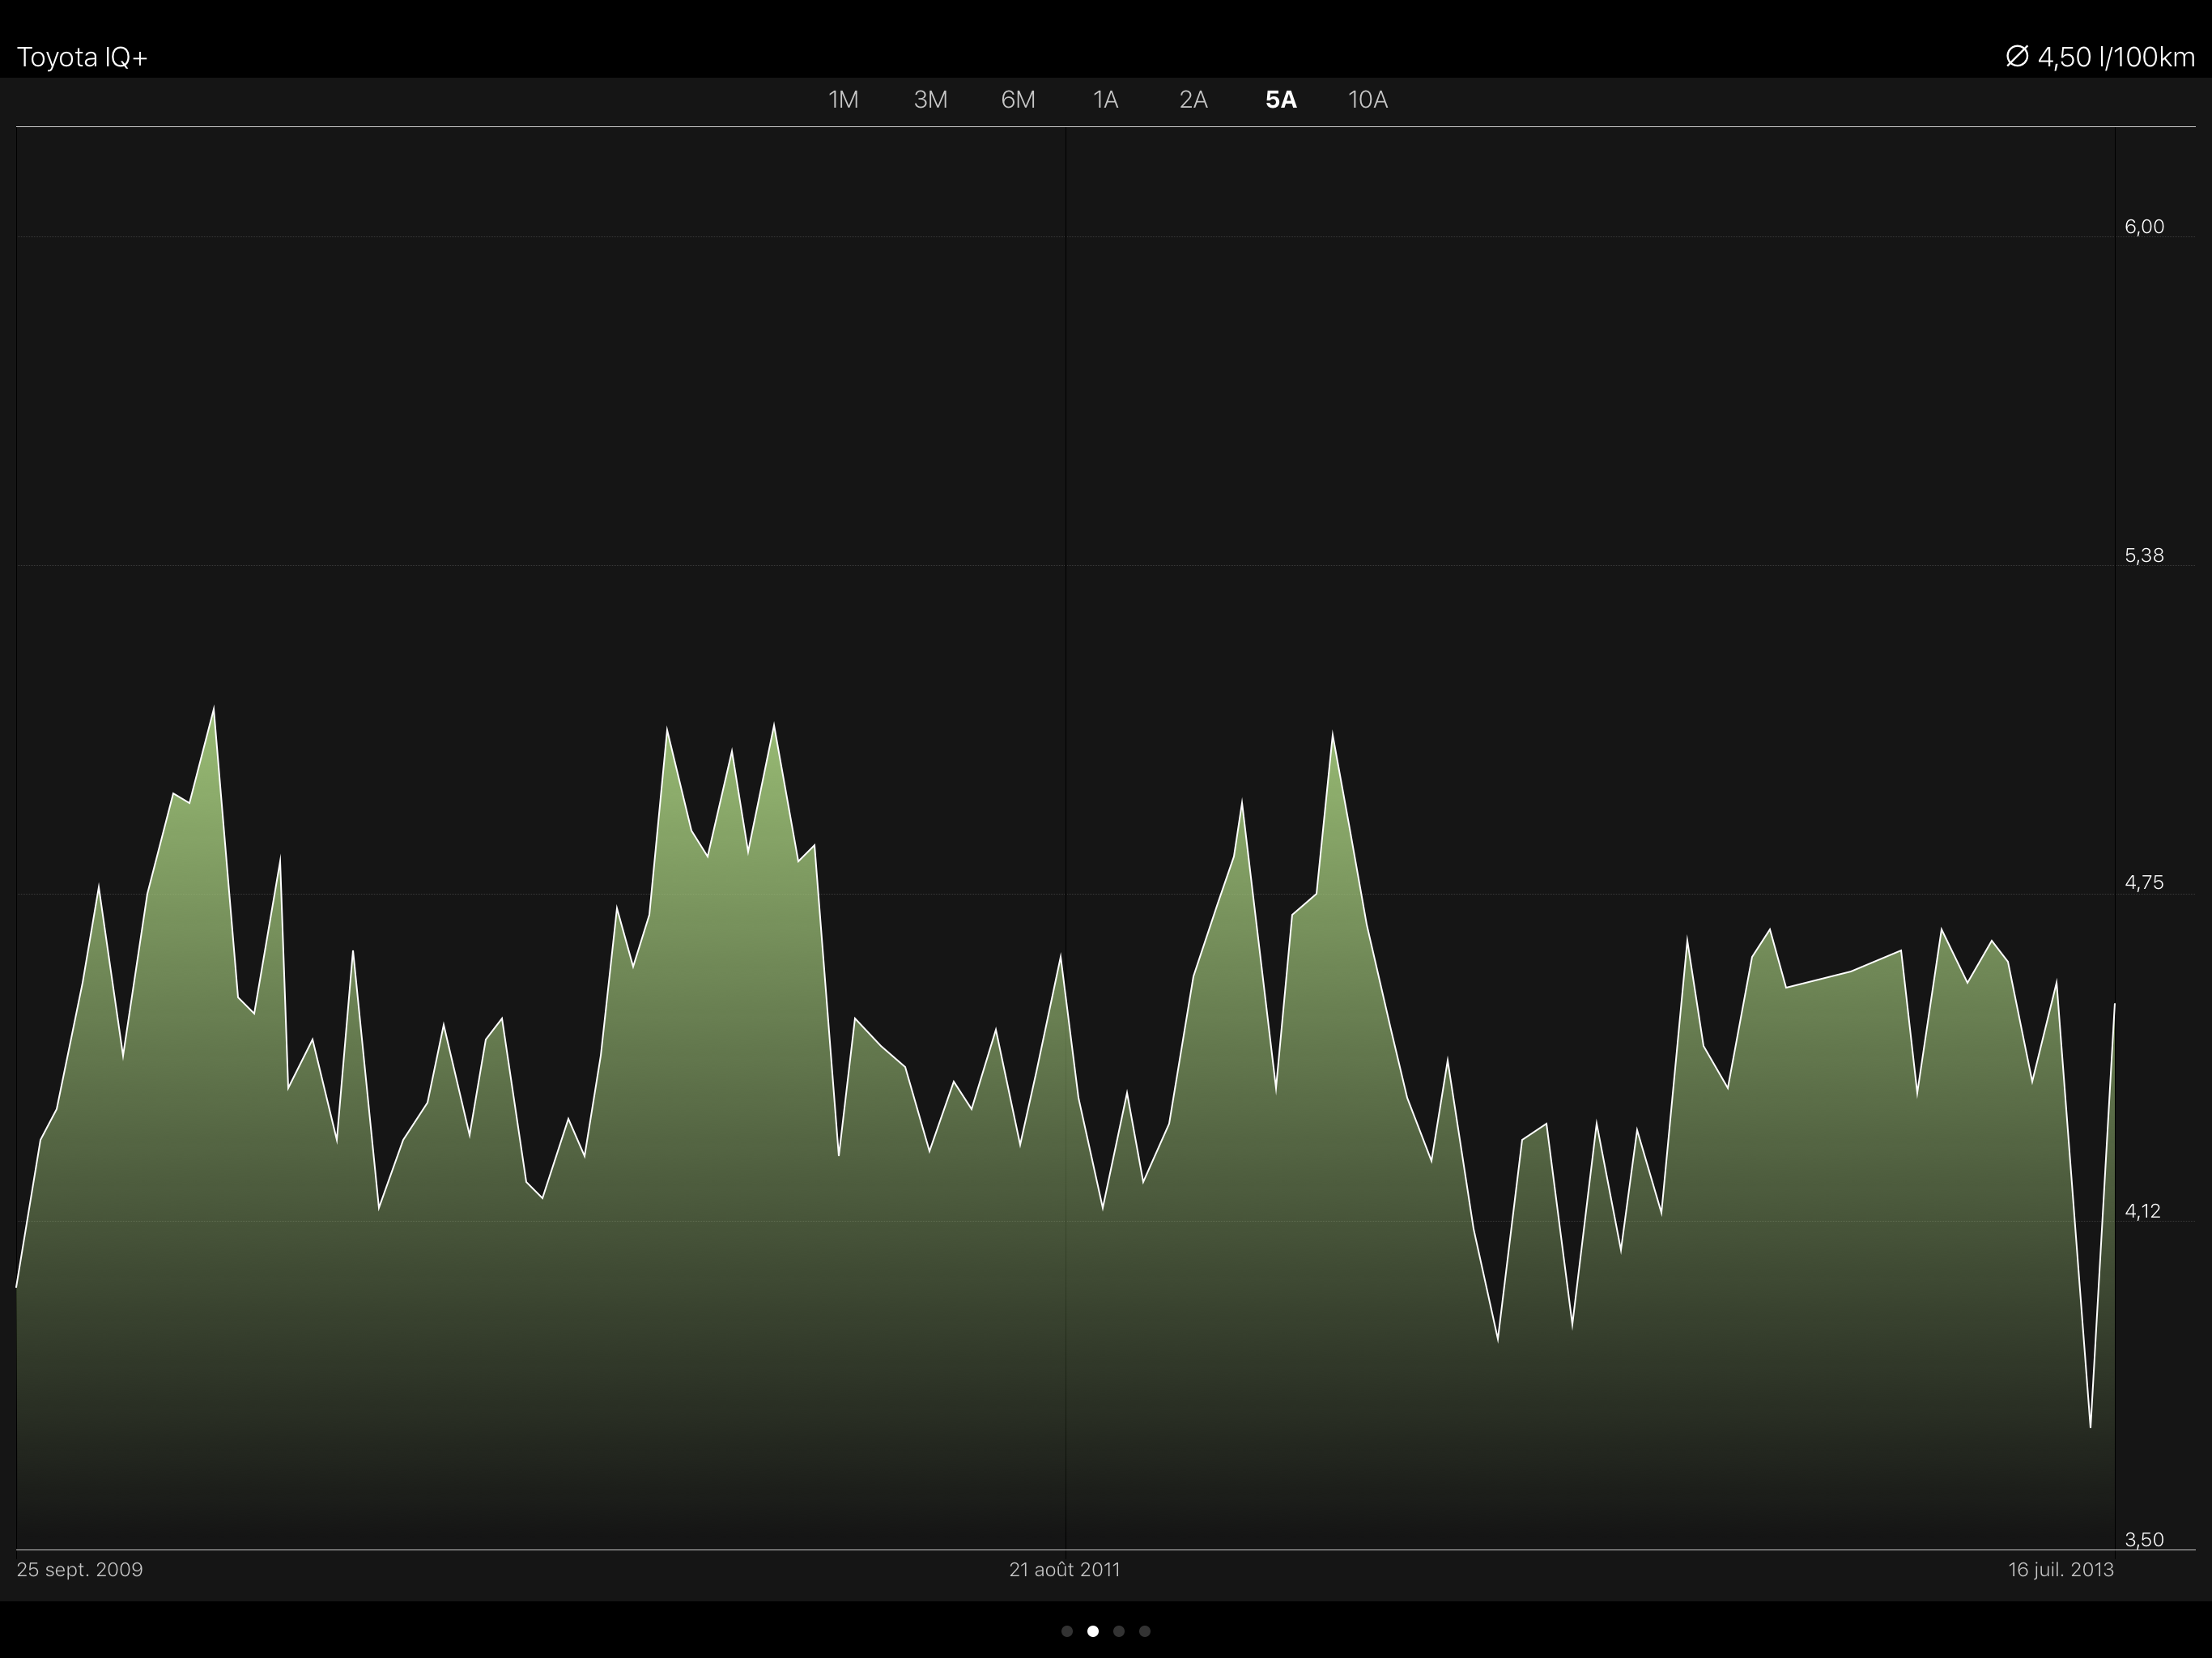 Toyota IQ+
Ø 4,50 l/100km
1M 3M 6M 1A 2A 5A 10A
6,00
5,38
4,75
4,12
3,50
25 sept. 2009 21 août 2011 16 juil. 2013